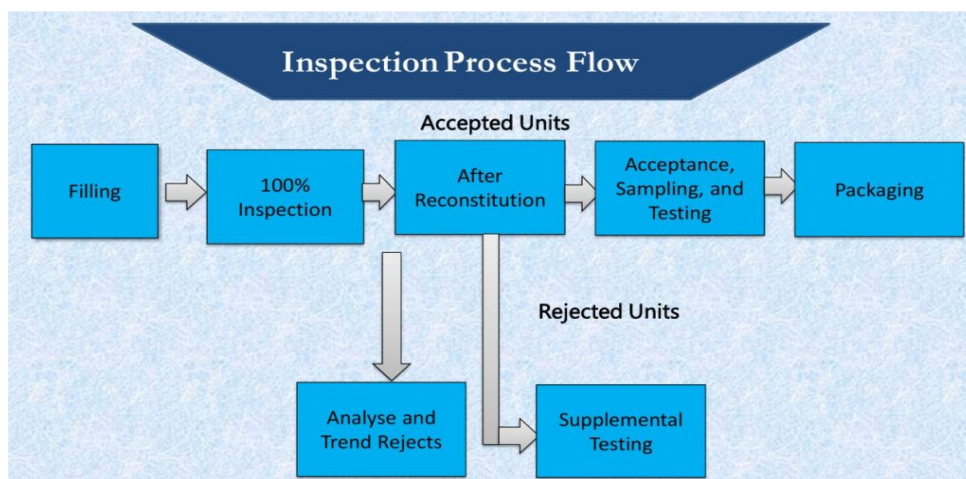 Inspection Process Flow
Accepted Units
Filling
100%
Inspection
After
Reconstitution
Acceptance,
Sampling, and
Testing
Packaging
Rejected Units
Analyse and
Trend Rejects
Supplemental
Testing